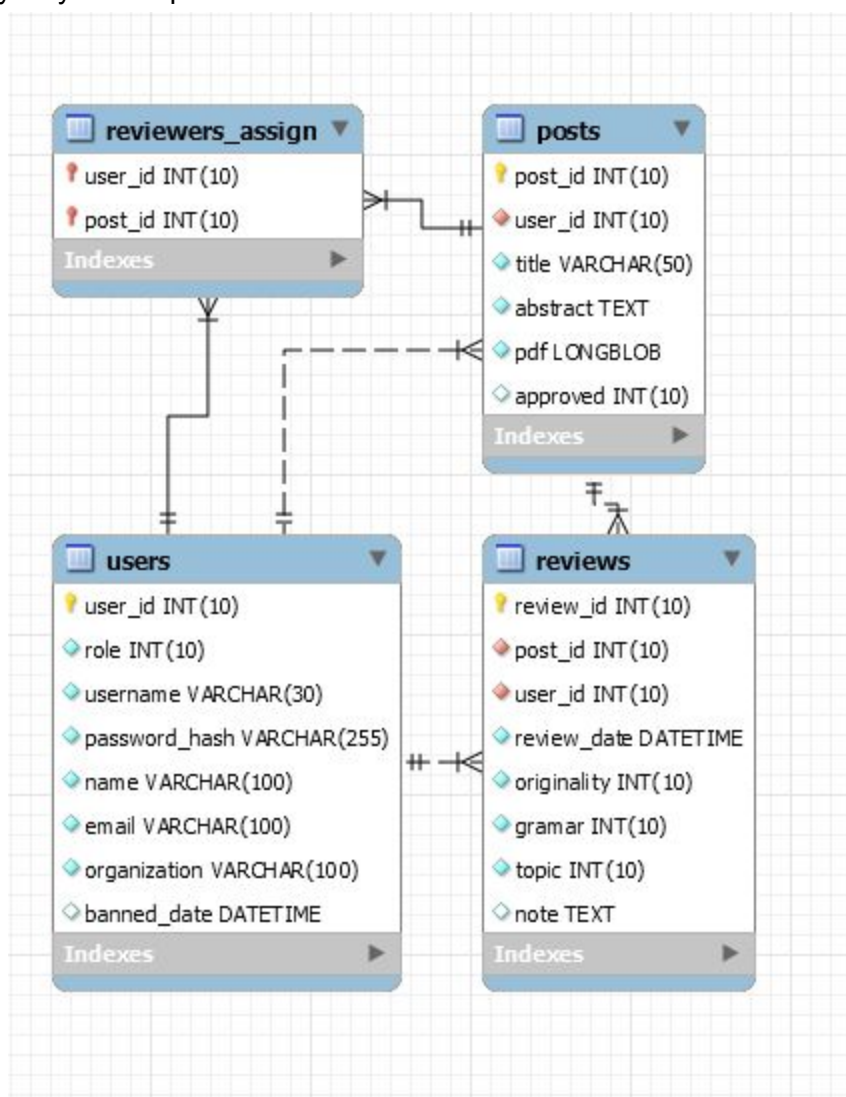 reviewers_assign
user_id INT(10)
post_id INT(10)
Indexes
posts
post_id INT(10)
user_id INT(10)
title VARCHAR(50)
abstract TEXT
pdf LONGBLOB
approved INT(10)
Indexes
users
user_id INT(10)
role INT(10)
username VARCHAR(30)
password_hash VARCHAR(255)
name VARCHAR(100)
email VARCHAR(100)
organization VARCHAR(100)
banned_date DATETIME
Indexes
reviews
review_id INT(10)
post_id INT(10)
user_id INT(10)
review_date DATETIME
originality INT(10)
gramar INT(10)
topic INT(10)
note TEXT
Indexes